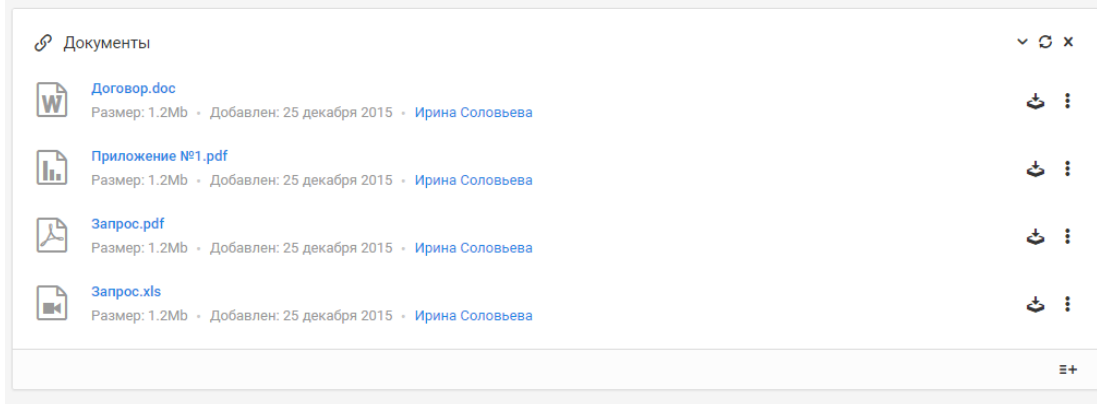 Документы
Договор.doc
Размер: 1.2Mb • Добавлен: 25 декабря 2015 • Ирина Соловьева
Приложение №1.pdf
Размер: 1.2Mb • Добавлен: 25 декабря 2015 • Ирина Соловьева
Запрос.pdf
Размер: 1.2Mb • Добавлен: 25 декабря 2015 • Ирина Соловьева
Запрос.xls
Размер: 1.2Mb • Добавлен: 25 декабря 2015 • Ирина Соловьева